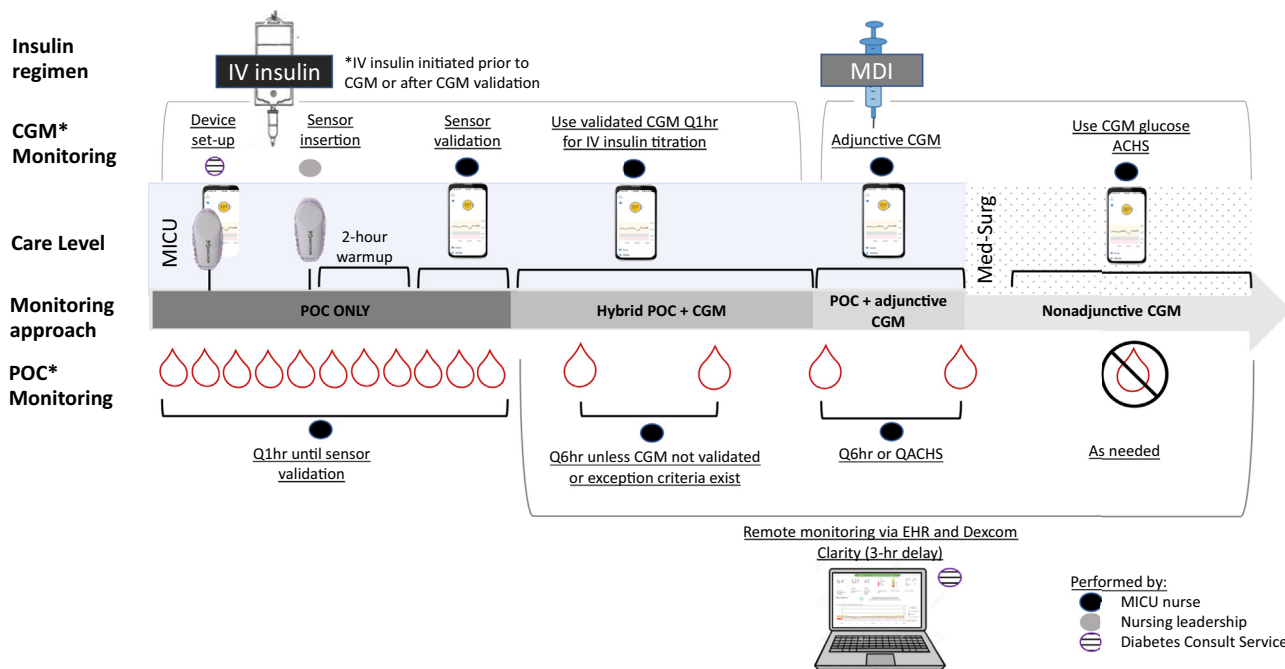 Insulin
regimen
IV insulin
*IV insulin initiated prior to
CGM or after CGM validation
MDI
CGM*
Monitoring
Device
set-up
Sensor
insertion
Sensor
validation
Use validated CGM Q1hr
for IV insulin titration
Adjunctive CGM
Use CGM glucose
ACHS
Care Level
MICU
2-hour
warmup
Med-Surg
Monitoring
approach
POC ONLY
Hybrid POC + CGM
POC + adjunctive
CGM
Nonadjunctive CGM
POC*
Monitoring
Q1hr until sensor
validation
Q6hr unless CGM not validated
or exception criteria exist
Q6hr or QACHS
As needed
Remote monitoring via EHR and Dexcom
Clarity (3-hr delay)
Performed by:
MICU nurse
Nursing leadership
Diabetes Consult Service